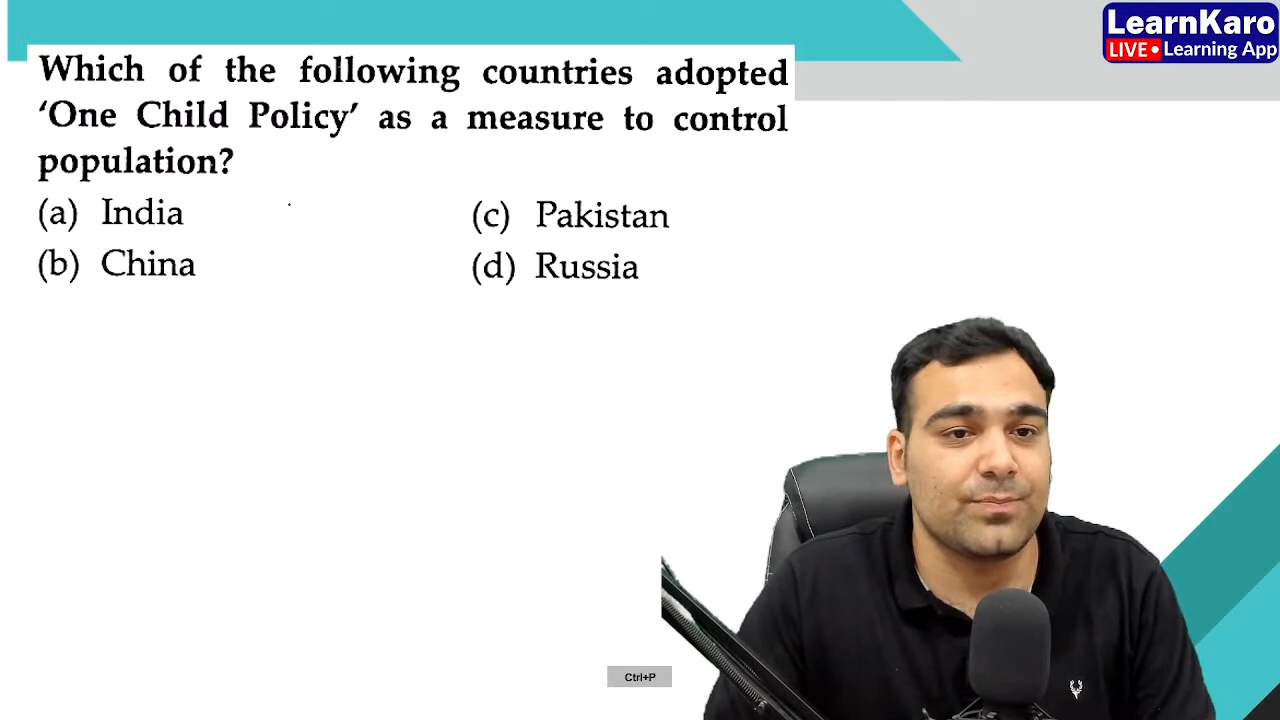 LearnKaro
LIVE • Learning App
Which of the following countries adopted
‘One Child Policy’ as a measure to control
population?
(a) India
(c) Pakistan
(b) China
(d) Russia
Ctrl+P